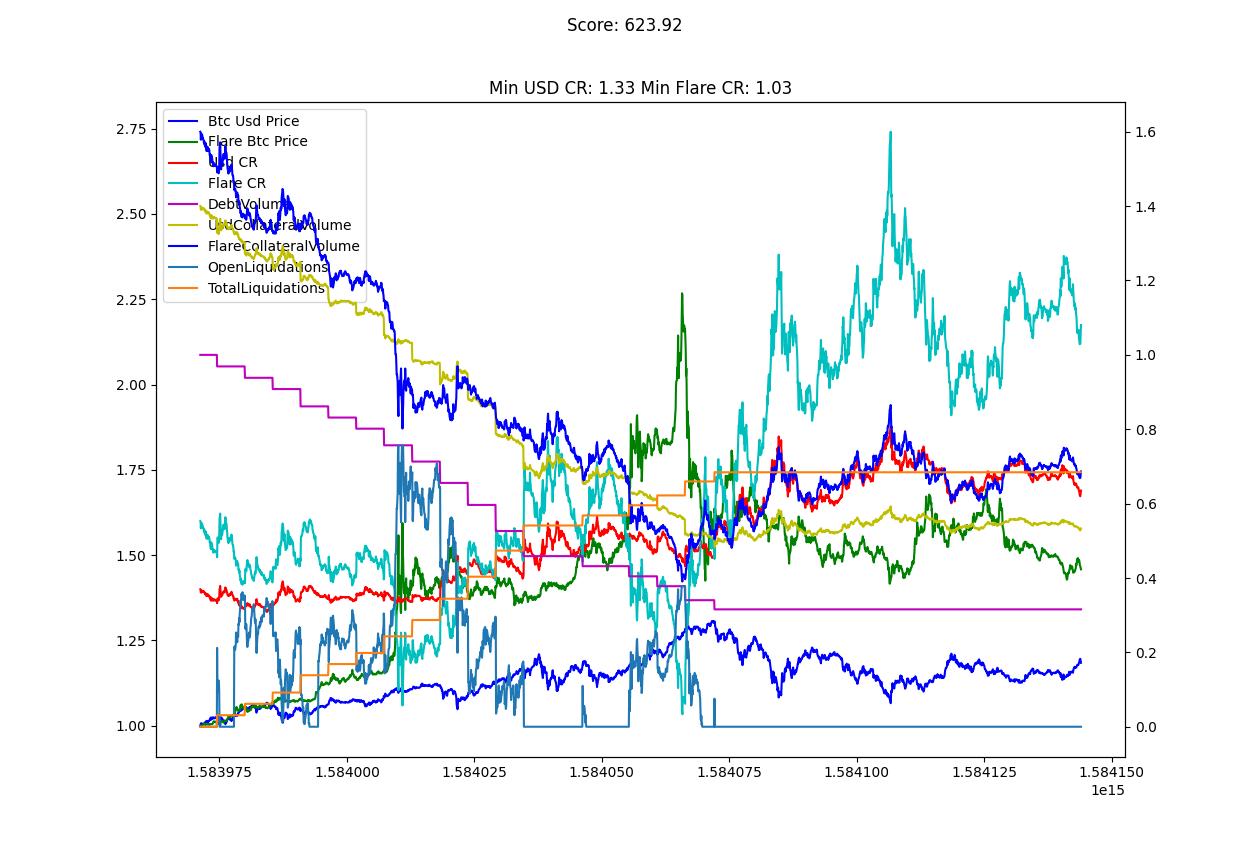 Score: 623.92
Min USD CR: 1.33 Min Flare CR: 1.03
Btc Usd Price
Flare Btc Price
Usd CR
Flare CR
DebtVolume
UsdCollateralVolume
FlareCollateralVolume
OpenLiquidations
TotalLiquidations
2.75
2.50
2.25
2.00
1.75
1.50
1.25
1.00
1.6
1.4
1.2
1.0
0.8
0.6
0.4
0.2
0.0
1.583975
1.584000
1.584025
1.584050
1.584075
1.584100
1.584125
1.584150
1e15